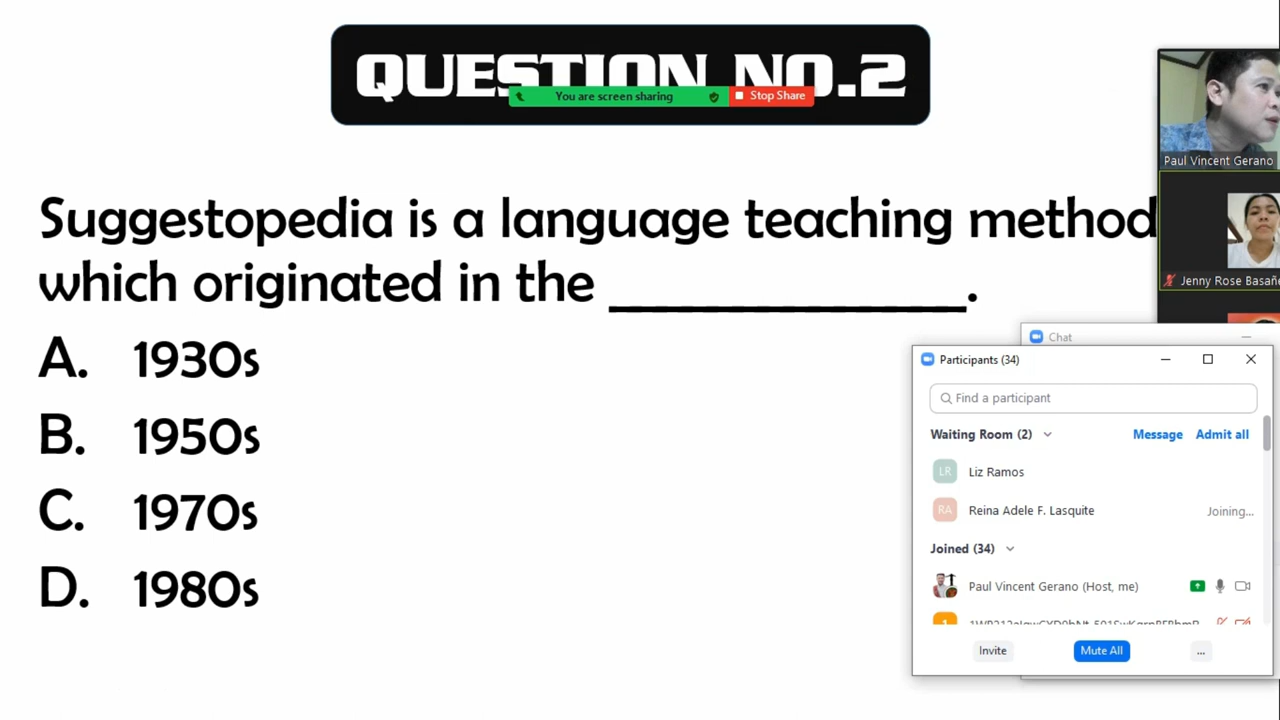 QUESTION NO.2
You are screen sharing
Stop Share
Suggestopedia is a language teaching method
which originated in the ______________.
A. 1930s
B. 1950s
C. 1970s
D. 1980s
Paul Vincent Gerano
Jenny Rose Basañe
Chat
Participants (34)
Find a participant
Waiting Room (2)
Message
Admit all
LR
Liz Ramos
RA
Reina Adele F. Lasquite
Joining...
Joined (34)
Paul Vincent Gerano (Host, me)
Invite
Mute All
...